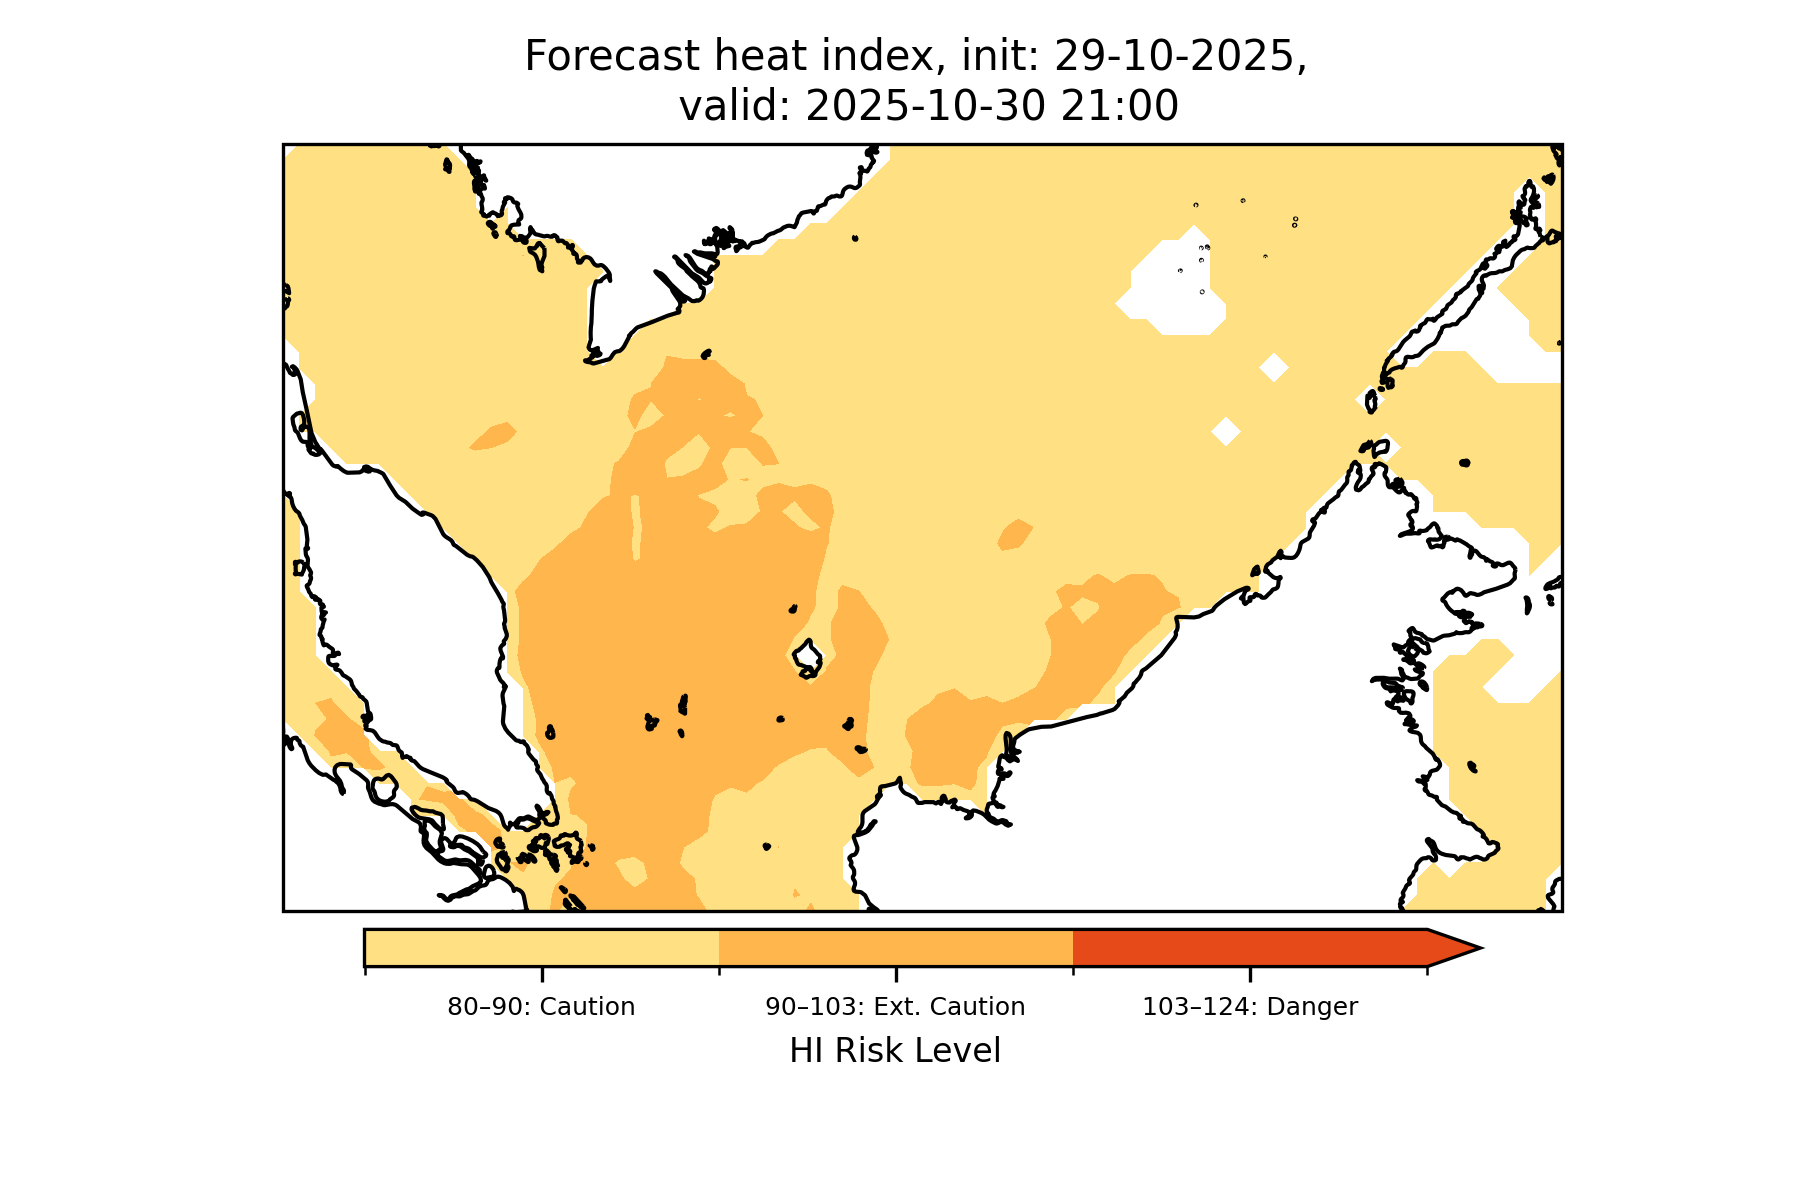 Forecast heat index, init: 29-10-2025,
valid: 2025-10-30 21:00
80–90: Caution
90–103: Ext. Caution
103–124: Danger
HI Risk Level